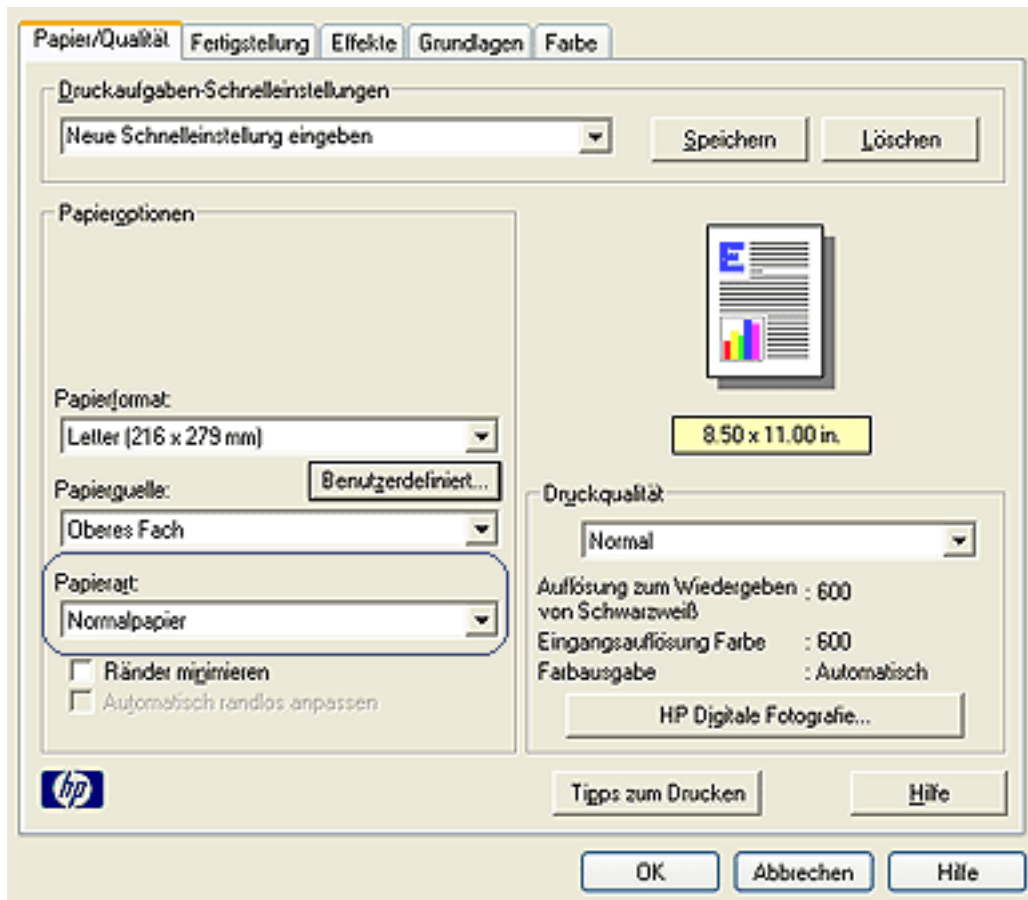 Papier/Qualität Fertigstellung Effekte Grundlagen Farbe
Druckaufgaben-Schnelleinstellungen
Neue Schnelleinstellung eingeben
Speichern
Löschen
Papieroptionen
Papierformat:
Letter (216 x 279 mm)
Benutzerdefiniert...
Papierquelle:
Oberes Fach
Papierart:
Normalpapier
Ränder minimieren
Automatisch randlos anpassen
E
8.50 x 11.00 in.
Druckqualität
Normal
Auflösung zum Wiedergeben : 600
von Schwarzweiß
Eingangsauflösung Farbe : 600
Farbausgabe : Automatisch
HP Digitale Fotografie...
hp
Tipps zum Drucken
Hilfe
OK
Abbrechen
Hilfe